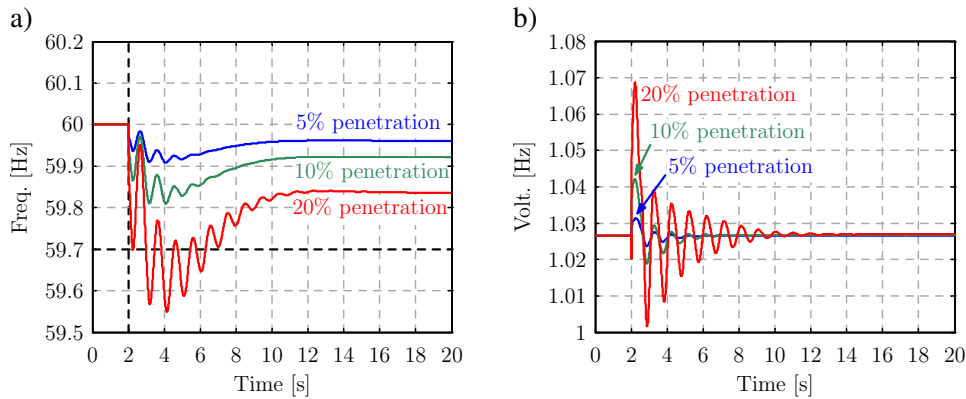 a)
60.2
60.1
60
59.9
59.8
59.7
59.6
59.5
Freq. [Hz]
5% penetration
10% penetration
20% penetration
0 2 4 6 8 10 12 14 16 18 20
Time [s]
b)
1.08
1.07
1.06
1.05
1.04
1.03
1.02
1.01
1
Volt. [Hz]
20% penetration
10% penetration
5% penetration
0 2 4 6 8 10 12 14 16 18 20
Time [s]